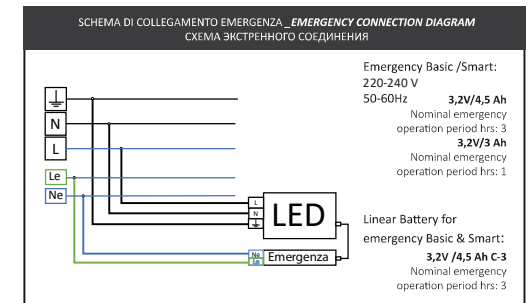 SCHEMA DI COLLEGAMENTO EMERGENZA _EMERGENCY CONNECTION DIAGRAM
СХЕМА ЭКСТРЕННОГО СОЕДИНЕНИЯ
Emergency Basic /Smart:
220-240 V
50-60Hz 3,2V/4,5 Ah
Nominal emergency
operation period hrs: 3
3,2V/3 Ah
Nominal emergency
operation period hrs: 1
N
L
Le
Ne
L
N
LED
Ne
Le
Emergenza
Linear Battery for
emergency Basic & Smart:
3,2V /4,5 Ah C-3
Nominal emergency
operation period hrs: 3